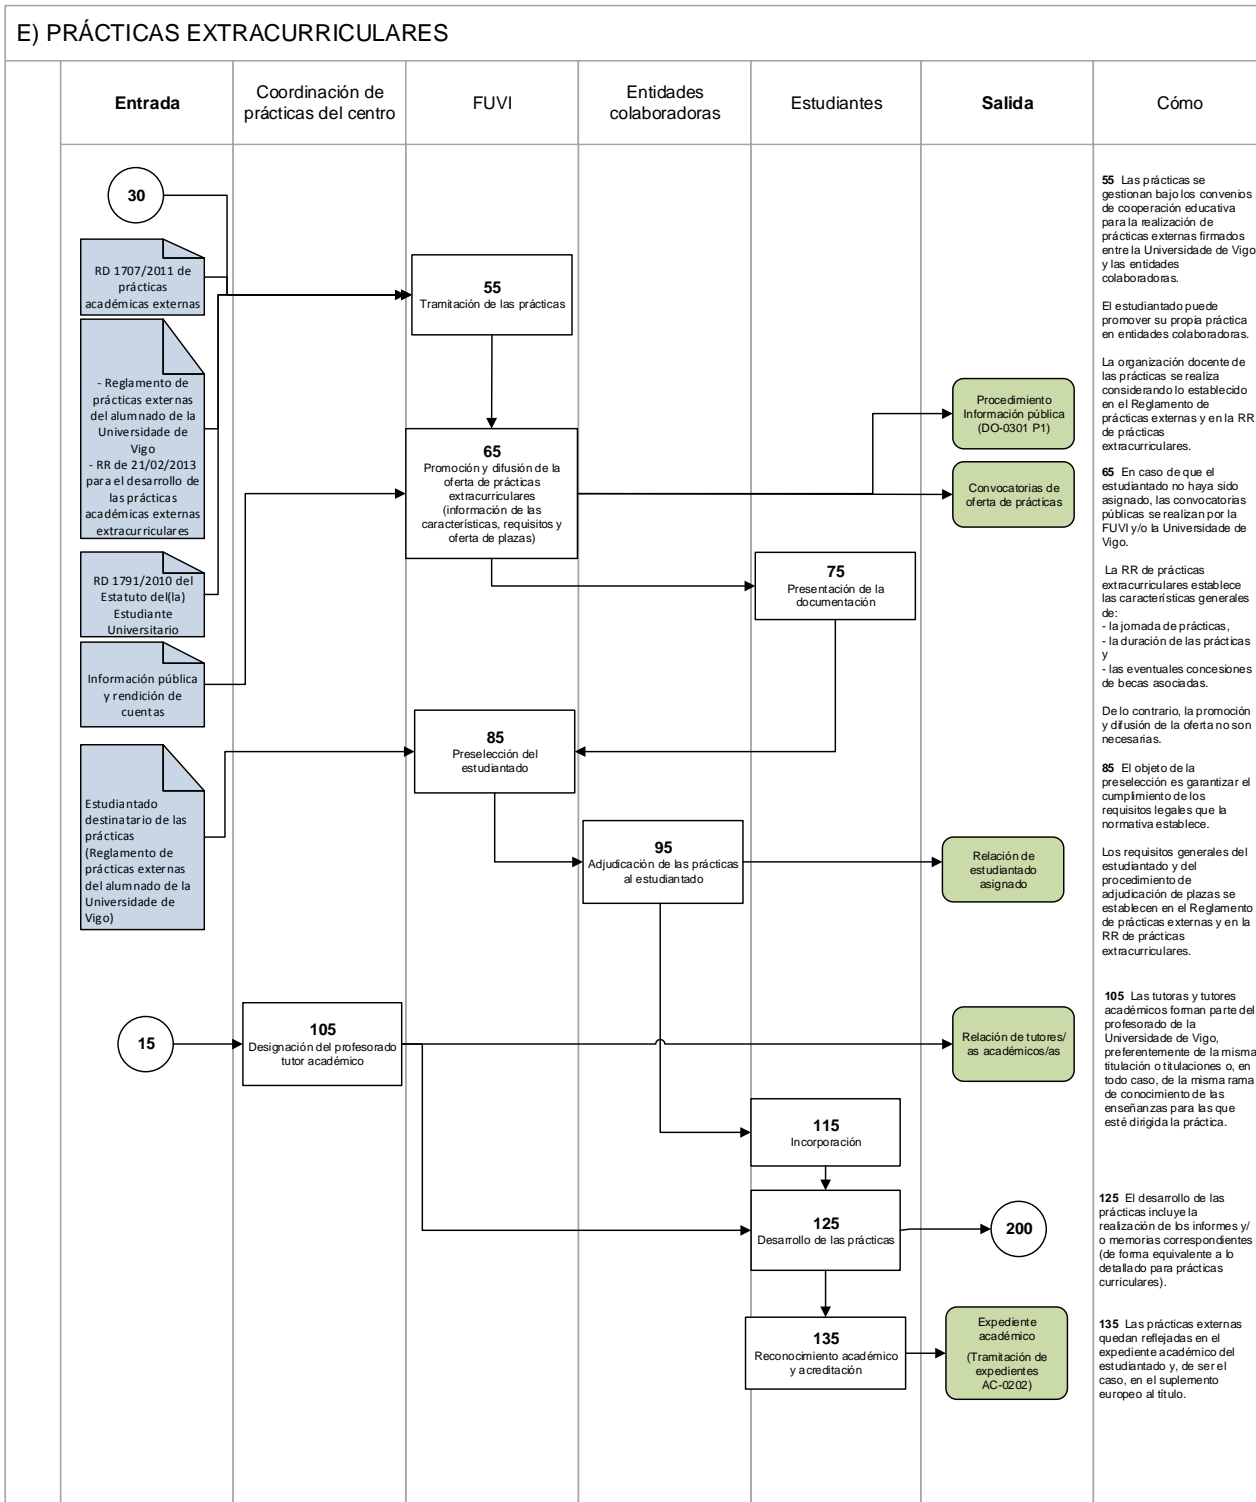 E) PRÁCTICAS EXTRACURRICULARES
Entrada
Coordinación de
prácticas del centro
FUVI
Entidades
colaboradoras
Estudiantes
Salida
Cómo
30
RD 1707/2011 de
prácticas
académicas externas
- Reglamento de
prácticas externas
del alumnado de la
Universidade de
Vigo
- RR de 21/02/2013
para el desarrollo de
las prácticas
académicas externas
extracurriculares
RD 1791/2010 del
Estatuto del(la)
Estudiante
Universitario
Información pública
y rendición de
cuentas
Estudiantado
destinatario de las
prácticas
(Reglamento de
prácticas externas
del alumnado de la
Universidade de
Vigo)
15
105
Designación del profesorado
tutor académico
55
Tramitación de las prácticas
65
Promoción y difusión de la
oferta de prácticas
extracurriculares
(información de las
características, requisitos y
oferta de plazas)
85
Preselección del
estudiantado
95
Adjudicación de las prácticas
al estudiantado
75
Presentación de la
documentación
115
Incorporación
125
Desarrollo de las prácticas
135
Reconocimiento académico
y acreditación
Procedimiento
Información pública
(DO-0301 P1)
Convocatorias de
oferta de prácticas
Relación de
estudiantado
asignado
Relación de tutores/
as académicos/as
200
Expediente
académico
(Tramitación de
expedientes
AC-0202)
55 Las prácticas se
gestionan bajo los convenios
de cooperación educativa
para la realización de
prácticas externas firmados
entre la Universidade de Vigo
y las entidades
colaboradoras.
El estudiantado puede
promover su propia práctica
en entidades colaboradoras.
La organización docente de
las prácticas se realiza
considerando lo establecido
en el Reglamento de
prácticas externas y en la RR
de prácticas
extracurriculares.
65 En caso de que el
estudiantado no haya sido
asignado, las convocatorias
públicas se realizan por la
FUVI y/o la Universidade de
Vigo.
La RR de prácticas
extracurriculares establece
las características generales
de:
- la jornada de prácticas,
- la duración de las prácticas
y
- las eventuales concesiones
de becas asociadas.
De lo contrario, la promoción
y difusión de la oferta no son
necesarias.
85 El objeto de la
preselección es garantizar el
cumplimiento de los
requisitos legales que la
normativa establece.
Los requisitos generales del
estudiantado y del
procedimiento de
adjudicación de plazas se
establecen en el Reglamento
de prácticas externas y en la
RR de prácticas
extracurriculares.
105 Las tutoras y tutores
académicos forman parte del
profesorado de la
Universidade de Vigo,
preferentemente de la misma
titulación o titulaciones o, en
todo caso, de la misma rama
de conocimiento de las
enseñanzas para las que
esté dirigida la práctica.
125 El desarrollo de las
prácticas incluye la
realización de los informes y/
o memorias correspondientes
(de forma equivalente a lo
detallado para prácticas
curriculares).
135 Las prácticas externas
quedan reflejadas en el
expediente académico del
estudiantado y, de ser el
caso, en el suplemento
europeo al título.